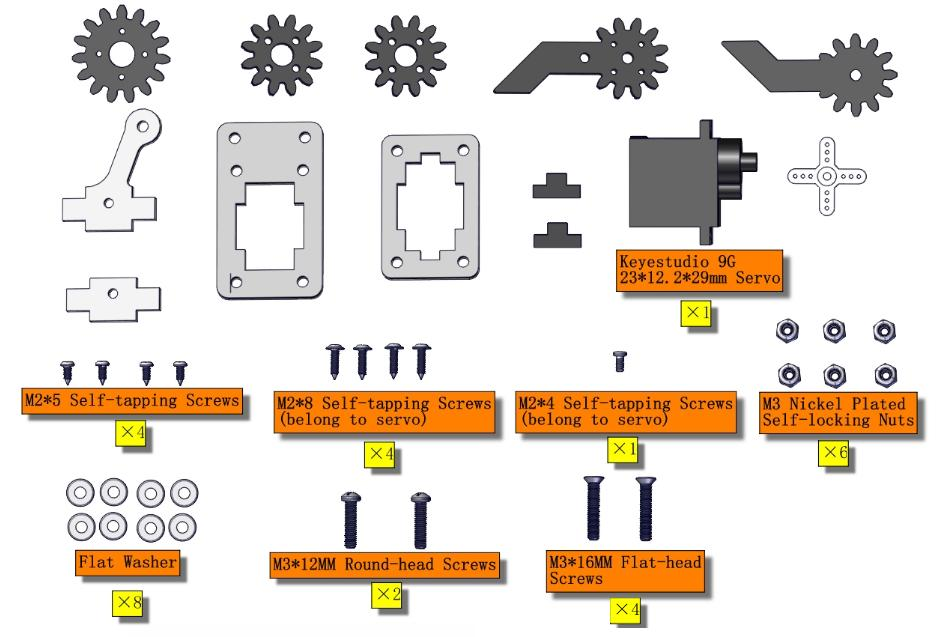 Keyestudio 9G
23*12.2*29mm Servo
×1
M2*5 Self-tapping Screws
×4
M2*8 Self-tapping Screws
(belong to servo)
×4
M2*4 Self-tapping Screws
(belong to servo)
×1
M3 Nickel Plated
Self-locking Nuts
×6
Flat Washer
×8
M3*12MM Round-head Screws
×2
M3*16MM Flat-head
Screws
×4